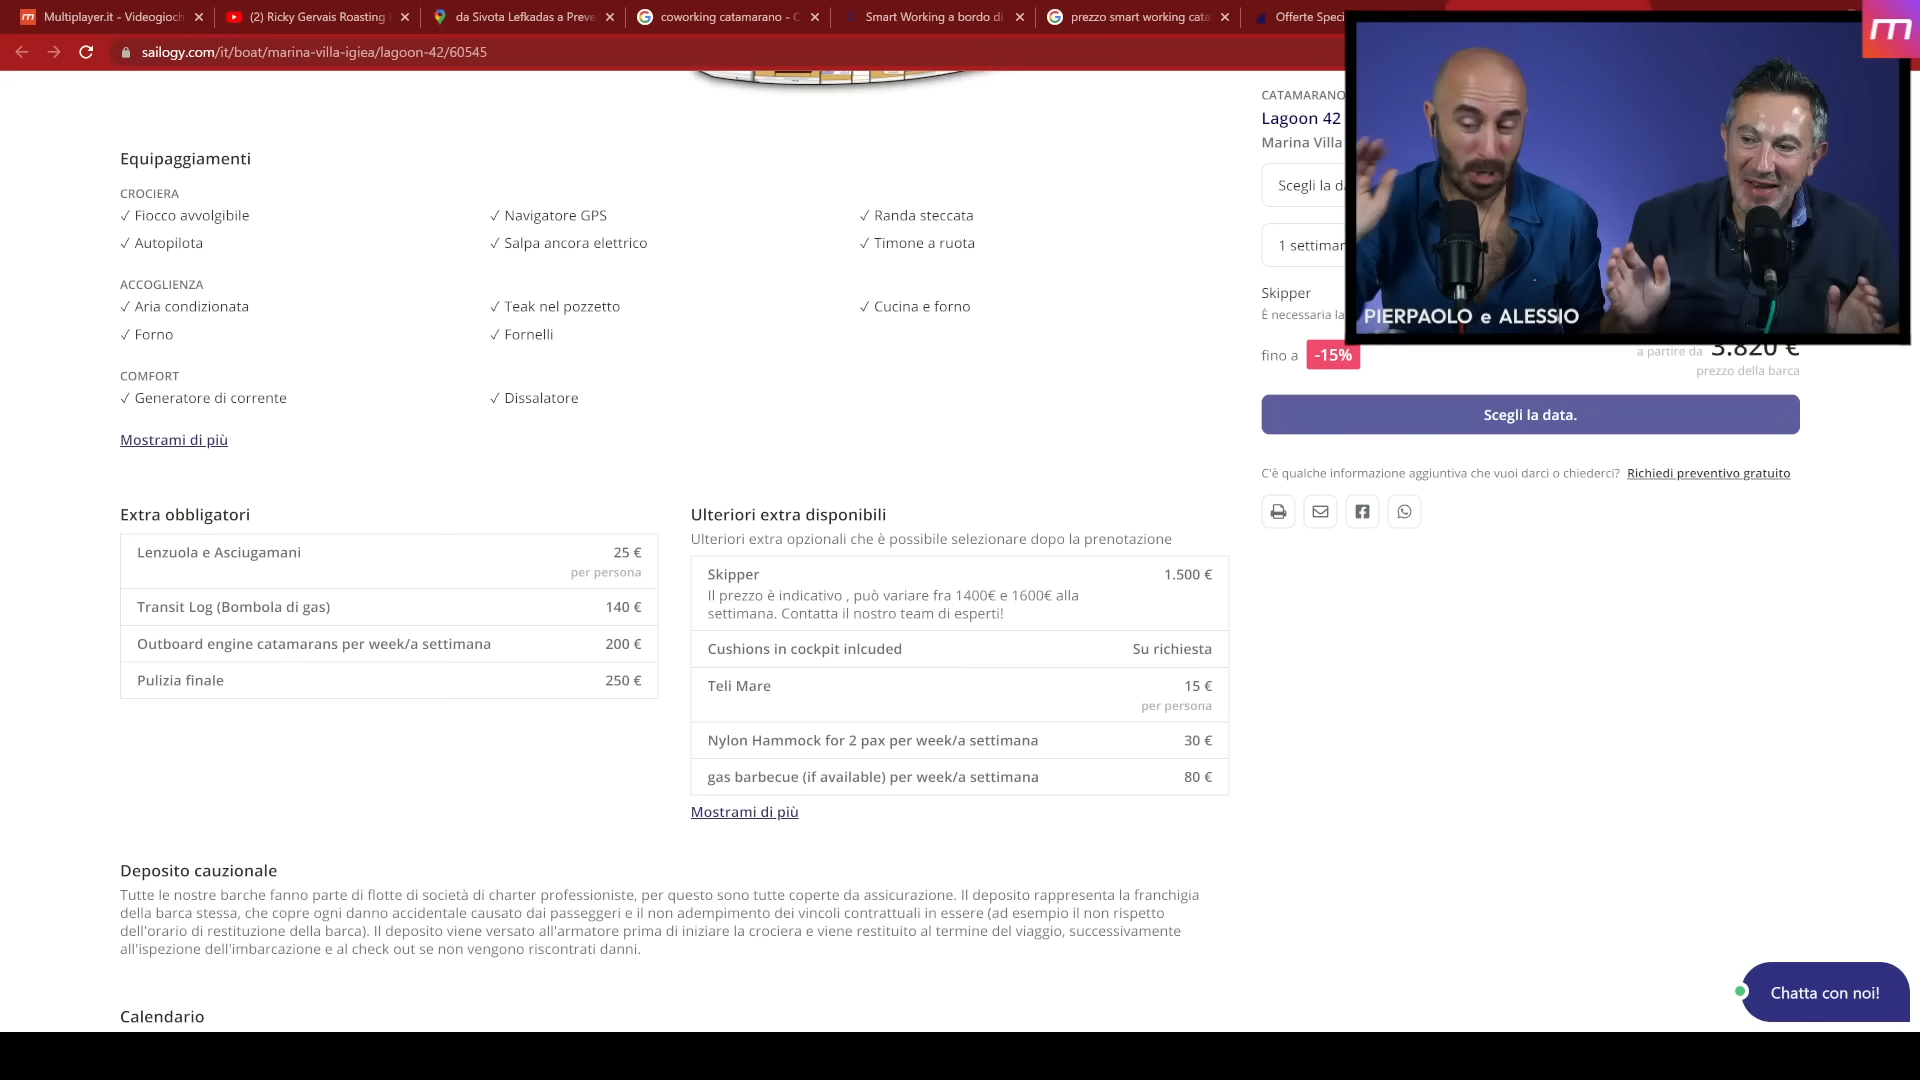 Multiplayer.it - Videogioch
(2) Ricky Gervais Roasting
da Sivota Lefkadas a Preve
coworking catamarano - C
Smart Working a bordo di
prezzo smart working cata
Offerte Speci
sailogy.com/it/boat/marina-villa-igiea/lagoon-42/60545
Equipaggiamenti
CROCIERA
✓ Fiocco avvolgibile
✓ Navigatore GPS
✓ Randa steccata
✓ Autopilota
✓ Salpa ancora elettrico
✓ Timone a ruota
ACCOGLIENZA
✓ Aria condizionata
✓ Teak nel pozzetto
✓ Cucina e forno
✓ Forno
✓ Fornelli
COMFORT
✓ Generatore di corrente
✓ Dissalatore
Mostrami di più
Extra obbligatori
Lenzuola e Asciugamani 25 €
per persona
Transit Log (Bombola di gas) 140 €
Outboard engine catamarans per week/a settimana 200 €
Pulizia finale 250 €
Ulteriori extra disponibili
Ulteriori extra opzionali che è possibile selezionare dopo la prenotazione
Skipper 1.500 €
Il prezzo è indicativo , può variare fra 1400€ e 1600€ alla
settimana. Contatta il nostro team di esperti!
Cushions in cockpit inlcuded Su richiesta
Teli Mare 15 €
per persona
Nylon Hammock for 2 pax per week/a settimana 30 €
gas barbecue (if available) per week/a settimana 80 €
Mostrami di più
Deposito cauzionale
Tutte le nostre barche fanno parte di flotte di società di charter professioniste, per questo sono tutte coperte da assicurazione. Il deposito rappresenta la franchigia
della barca stessa, che copre ogni danno accidentale causato dai passeggeri e il non adempimento dei vincoli contrattuali in essere (ad esempio il non rispetto
dell'orario di restituzione della barca). Il deposito viene versato all'armatore prima di iniziare la crociera e viene restituito al termine del viaggio, successivamente
all'ispezione dell'imbarcazione e al check out se non vengono riscontrati danni.
Calendario
CATAMARANO
Lagoon 42
Marina Villa
Scegli la da
1 settiman
Skipper
È necessaria la
PIERPAOLO e ALESSIO
fino a -15%
a partire da 3.820 €
prezzo della barca
Scegli la data.
C'è qualche informazione aggiuntiva che vuoi darci o chiederci? Richiedi preventivo gratuito
Chatta con noi!